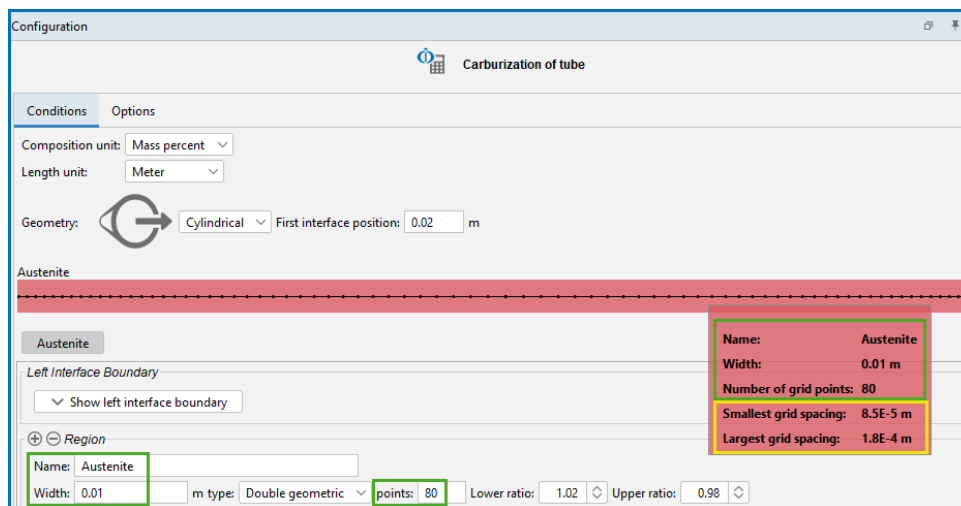 Configuration
Carburization of tube
Conditions Options
Composition unit: Mass percent
Length unit: Meter
Geometry: Cylindrical First interface position: 0.02 m
Austenite
Austenite
Name: Austenite
Width: 0.01 m
Number of grid points: 80
Smallest grid spacing: 8.5E-5 m
Largest grid spacing: 1.8E-4 m
Left Interface Boundary
Show left interface boundary
Region
Name: Austenite
Width: 0.01 m type: Double geometric points: 80 Lower ratio: 1.02 Upper ratio: 0.98